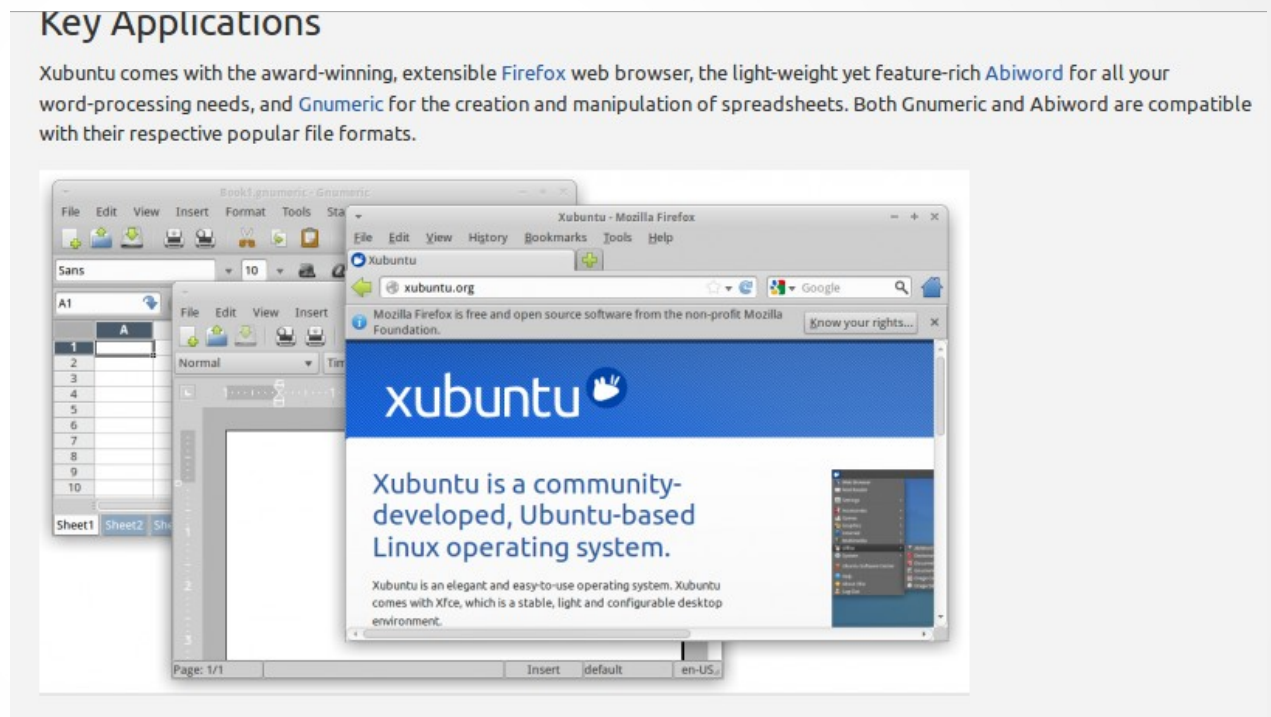 Key Applications
Xubuntu comes with the award-winning, extensible Firefox web browser, the light-weight yet feature-rich Abiword for all your
word-processing needs, and Gnumeric for the creation and manipulation of spreadsheets. Both Gnumeric and Abiword are compatible
with their respective popular file formats.
Book1.gnumeric - Gnumeric
File Edit View Insert Format Tools Sta
Sans 10
A1
A
1
2
3
4
5
6
7
8
9
10
Sheet1 Sheet2 She
File Edit View Insert
Normal Tim
Page: 1/1 Insert default en-US
Xubuntu - Mozilla Firefox
File Edit View History Bookmarks Tools Help
Xubuntu
xubuntu.org Google
Mozilla Firefox is free and open source software from the non-profit Mozilla
Foundation.
Know your rights...
xubuntu
Xubuntu is a community-
developed, Ubuntu-based
Linux operating system.
Xubuntu is an elegant and easy-to-use operating system. Xubuntu
comes with Xfce, which is a stable, light and configurable desktop
environment.